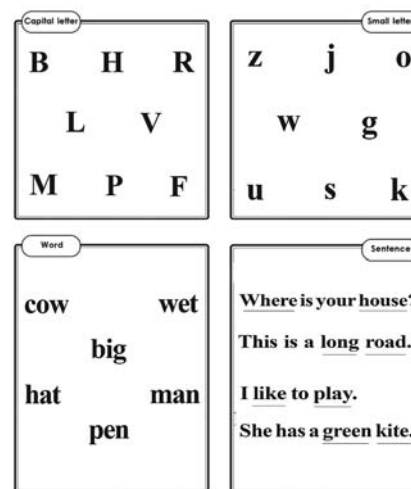 Capital letter
B H R
L V
M P F
Small letter
z j o
w g
u s k
Word
cow wet
big
hat man
pen
Sentence
Where is your house?
This is a long road.
I like to play.
She has a green kite.